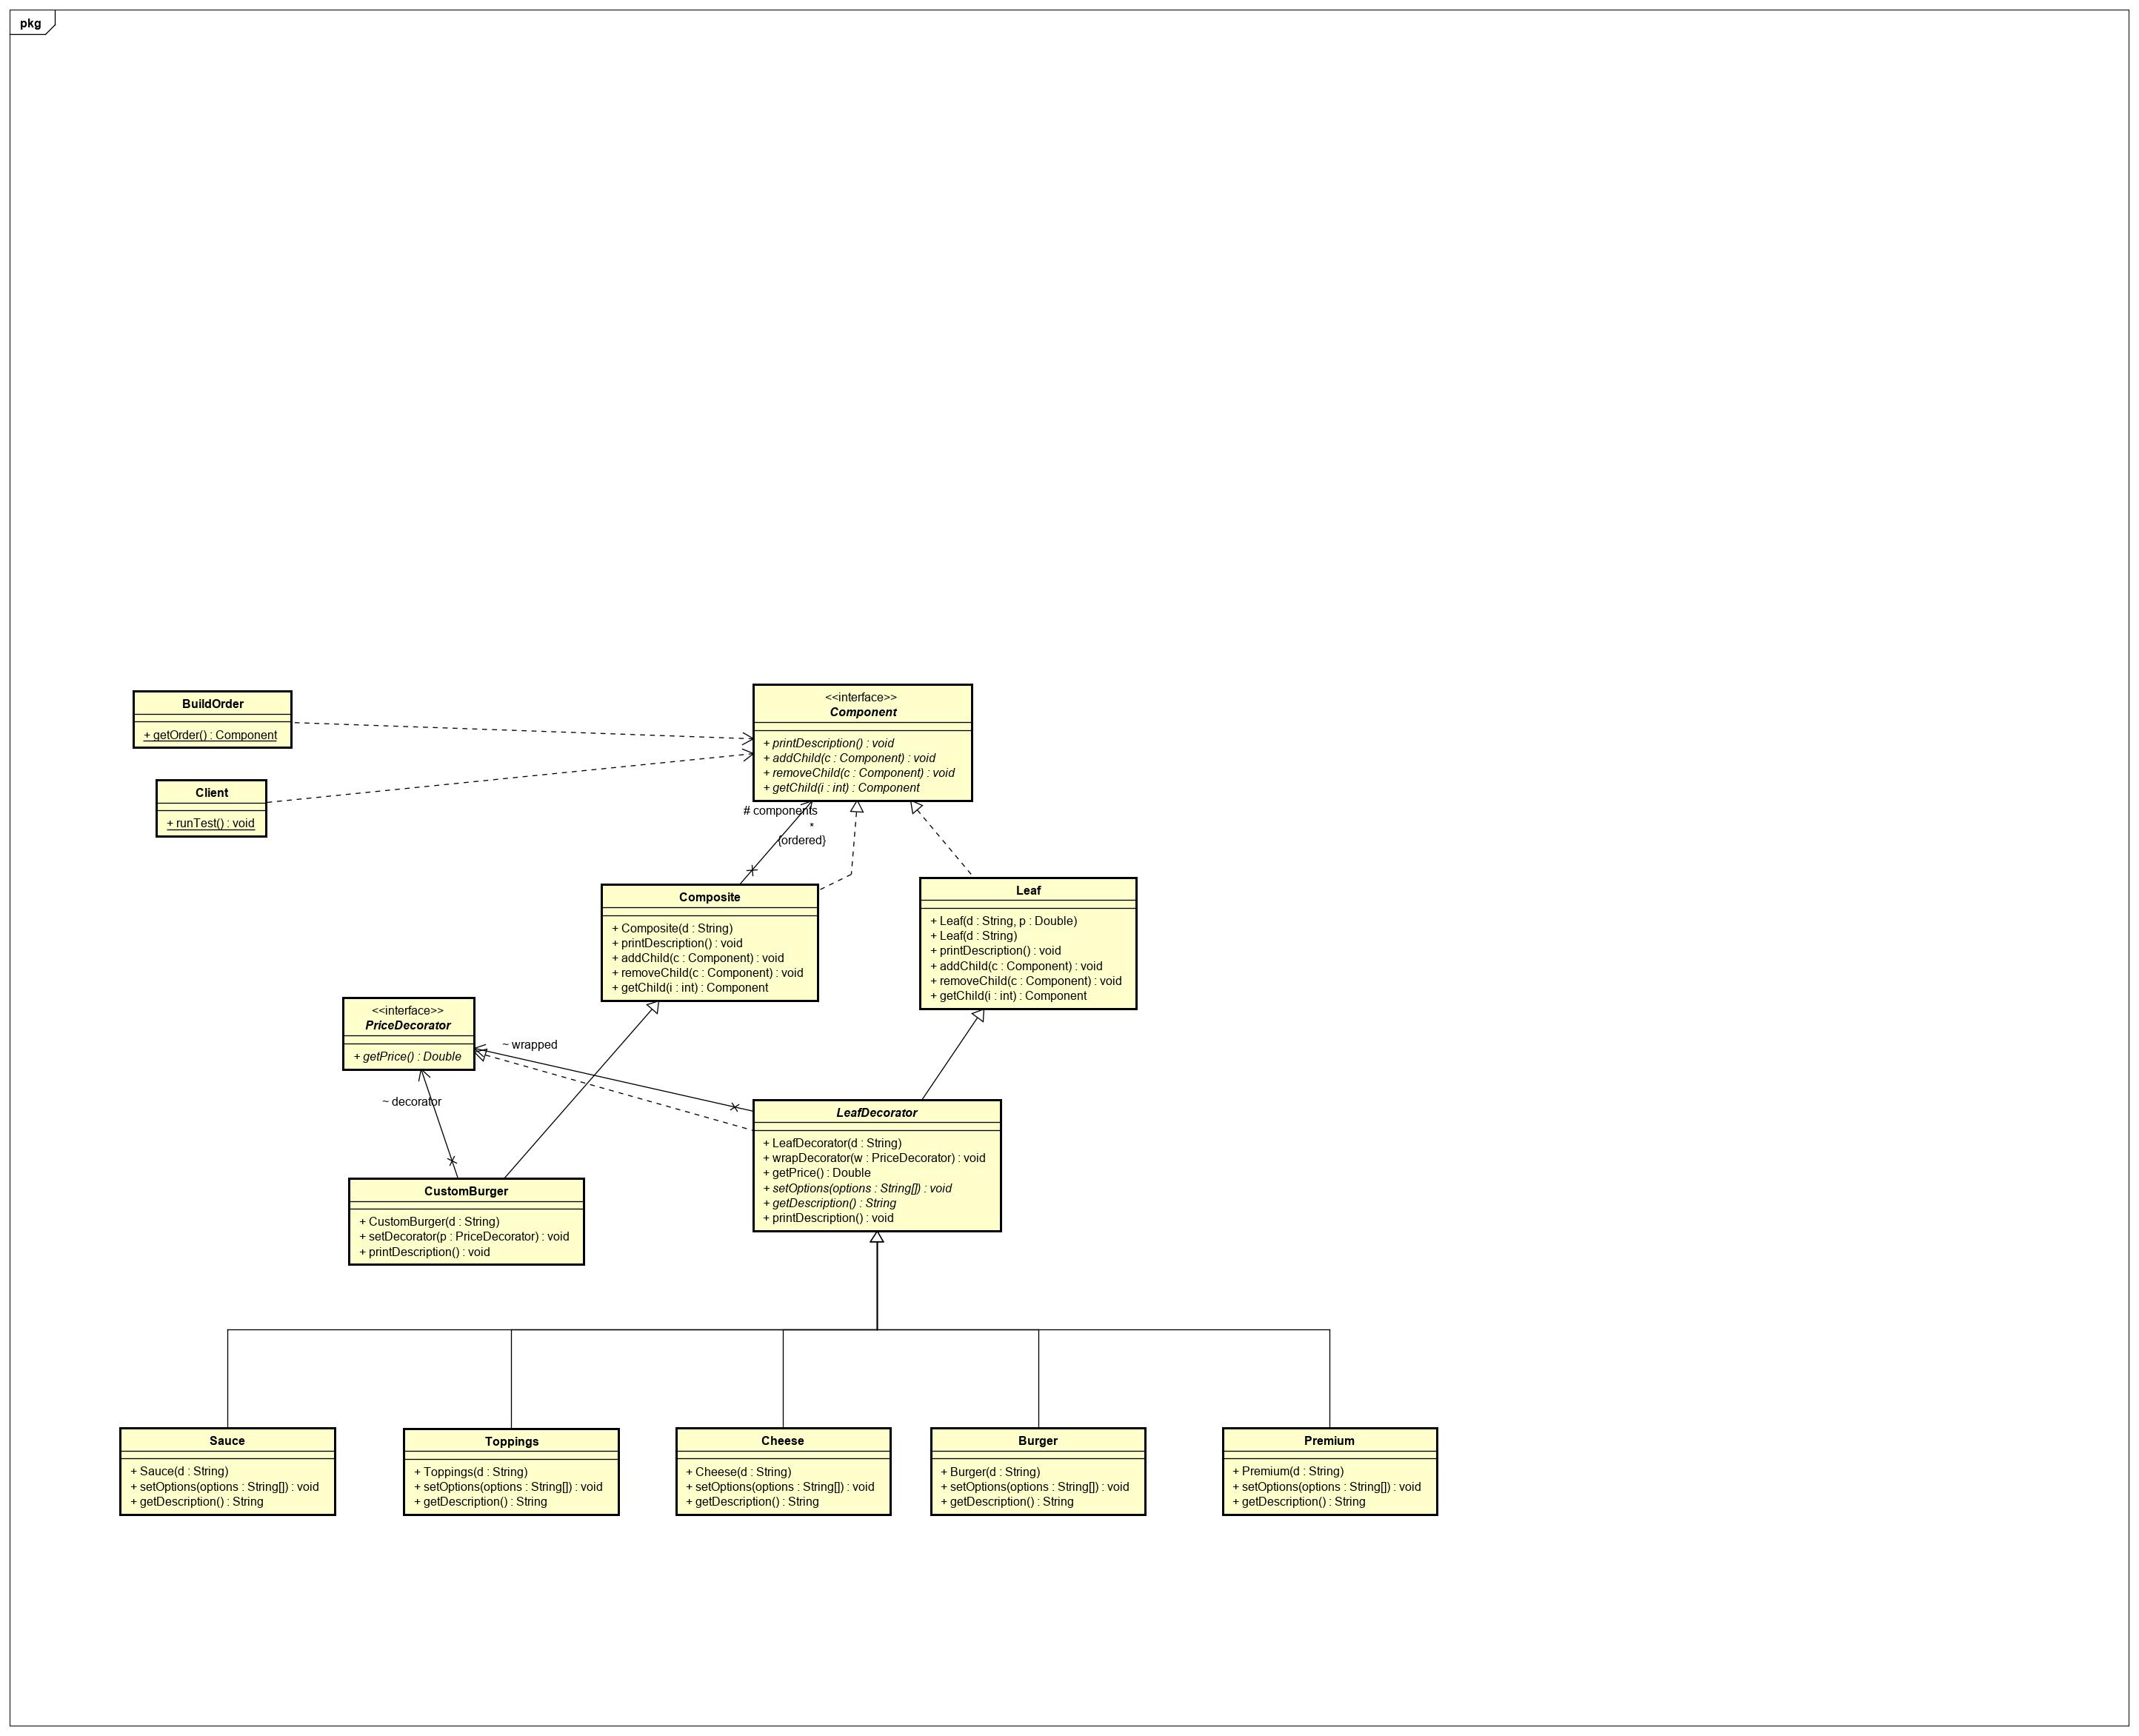 pkg
BuildOrder
+ getOrder() : Component
Client
+ runTest() : void
<<interface>>
Component
+ printDescription() : void
+ addChild(c : Component) : void
+ removeChild(c : Component) : void
+ getChild(i : int) : Component
# components
*
{ordered}
Composite
+ Composite(d : String)
+ printDescription() : void
+ addChild(c : Component) : void
+ removeChild(c : Component) : void
+ getChild(i : int) : Component
Leaf
+ Leaf(d : String, p : Double)
+ Leaf(d : String)
+ printDescription() : void
+ addChild(c : Component) : void
+ removeChild(c : Component) : void
+ getChild(i : int) : Component
<<interface>>
PriceDecorator
+ getPrice() : Double
~ wrapped
~ decorator
LeafDecorator
+ LeafDecorator(d : String)
+ wrapDecorator(w : PriceDecorator) : void
+ getPrice() : Double
+ setOptions(options : String[]) : void
+ getDescription() : String
+ printDescription() : void
CustomBurger
+ CustomBurger(d : String)
+ setDecorator(p : PriceDecorator) : void
+ printDescription() : void
Sauce
+ Sauce(d : String)
+ setOptions(options : String[]) : void
+ getDescription() : String
Toppings
+ Toppings(d : String)
+ setOptions(options : String[]) : void
+ getDescription() : String
Cheese
+ Cheese(d : String)
+ setOptions(options : String[]) : void
+ getDescription() : String
Burger
+ Burger(d : String)
+ setOptions(options : String[]) : void
+ getDescription() : String
Premium
+ Premium(d : String)
+ setOptions(options : String[]) : void
+ getDescription() : String